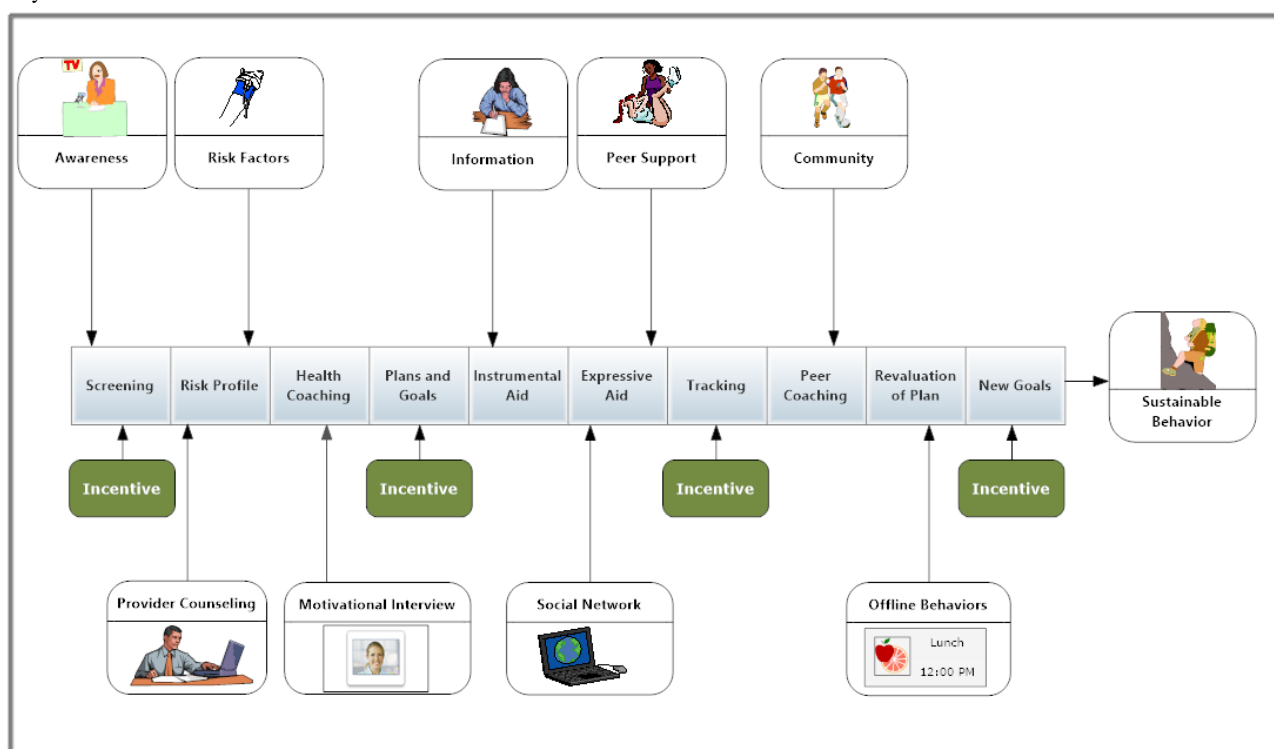 TV
Awareness
Risk Factors
Information
Peer Support
Community
Screening
Risk Profile
Health
Coaching
Plans and
Goals
Instrumental
Aid
Expressive
Aid
Tracking
Peer
Coaching
Revaluation
of Plan
New Goals
Sustainable
Behavior
Incentive
Incentive
Incentive
Incentive
Provider Counseling
Motivational Interview
Social Network
Offline Behaviors
Lunch
12:00 PM